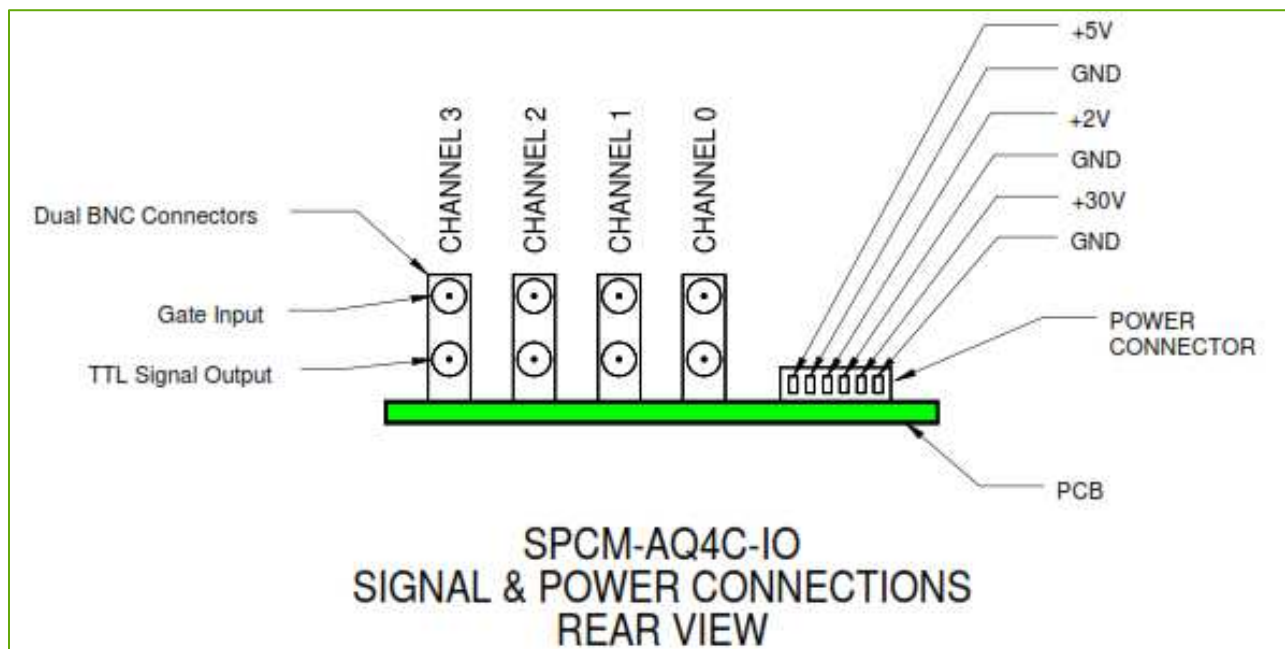 +5V
GND
+2V
GND
+30V
GND
CHANNEL 3
CHANNEL 2
CHANNEL 1
CHANNEL 0
Dual BNC Connectors
Gate Input
TTL Signal Output
POWER
CONNECTOR
PCB
SPCM-AQ4C-IO
SIGNAL & POWER CONNECTIONS
REAR VIEW